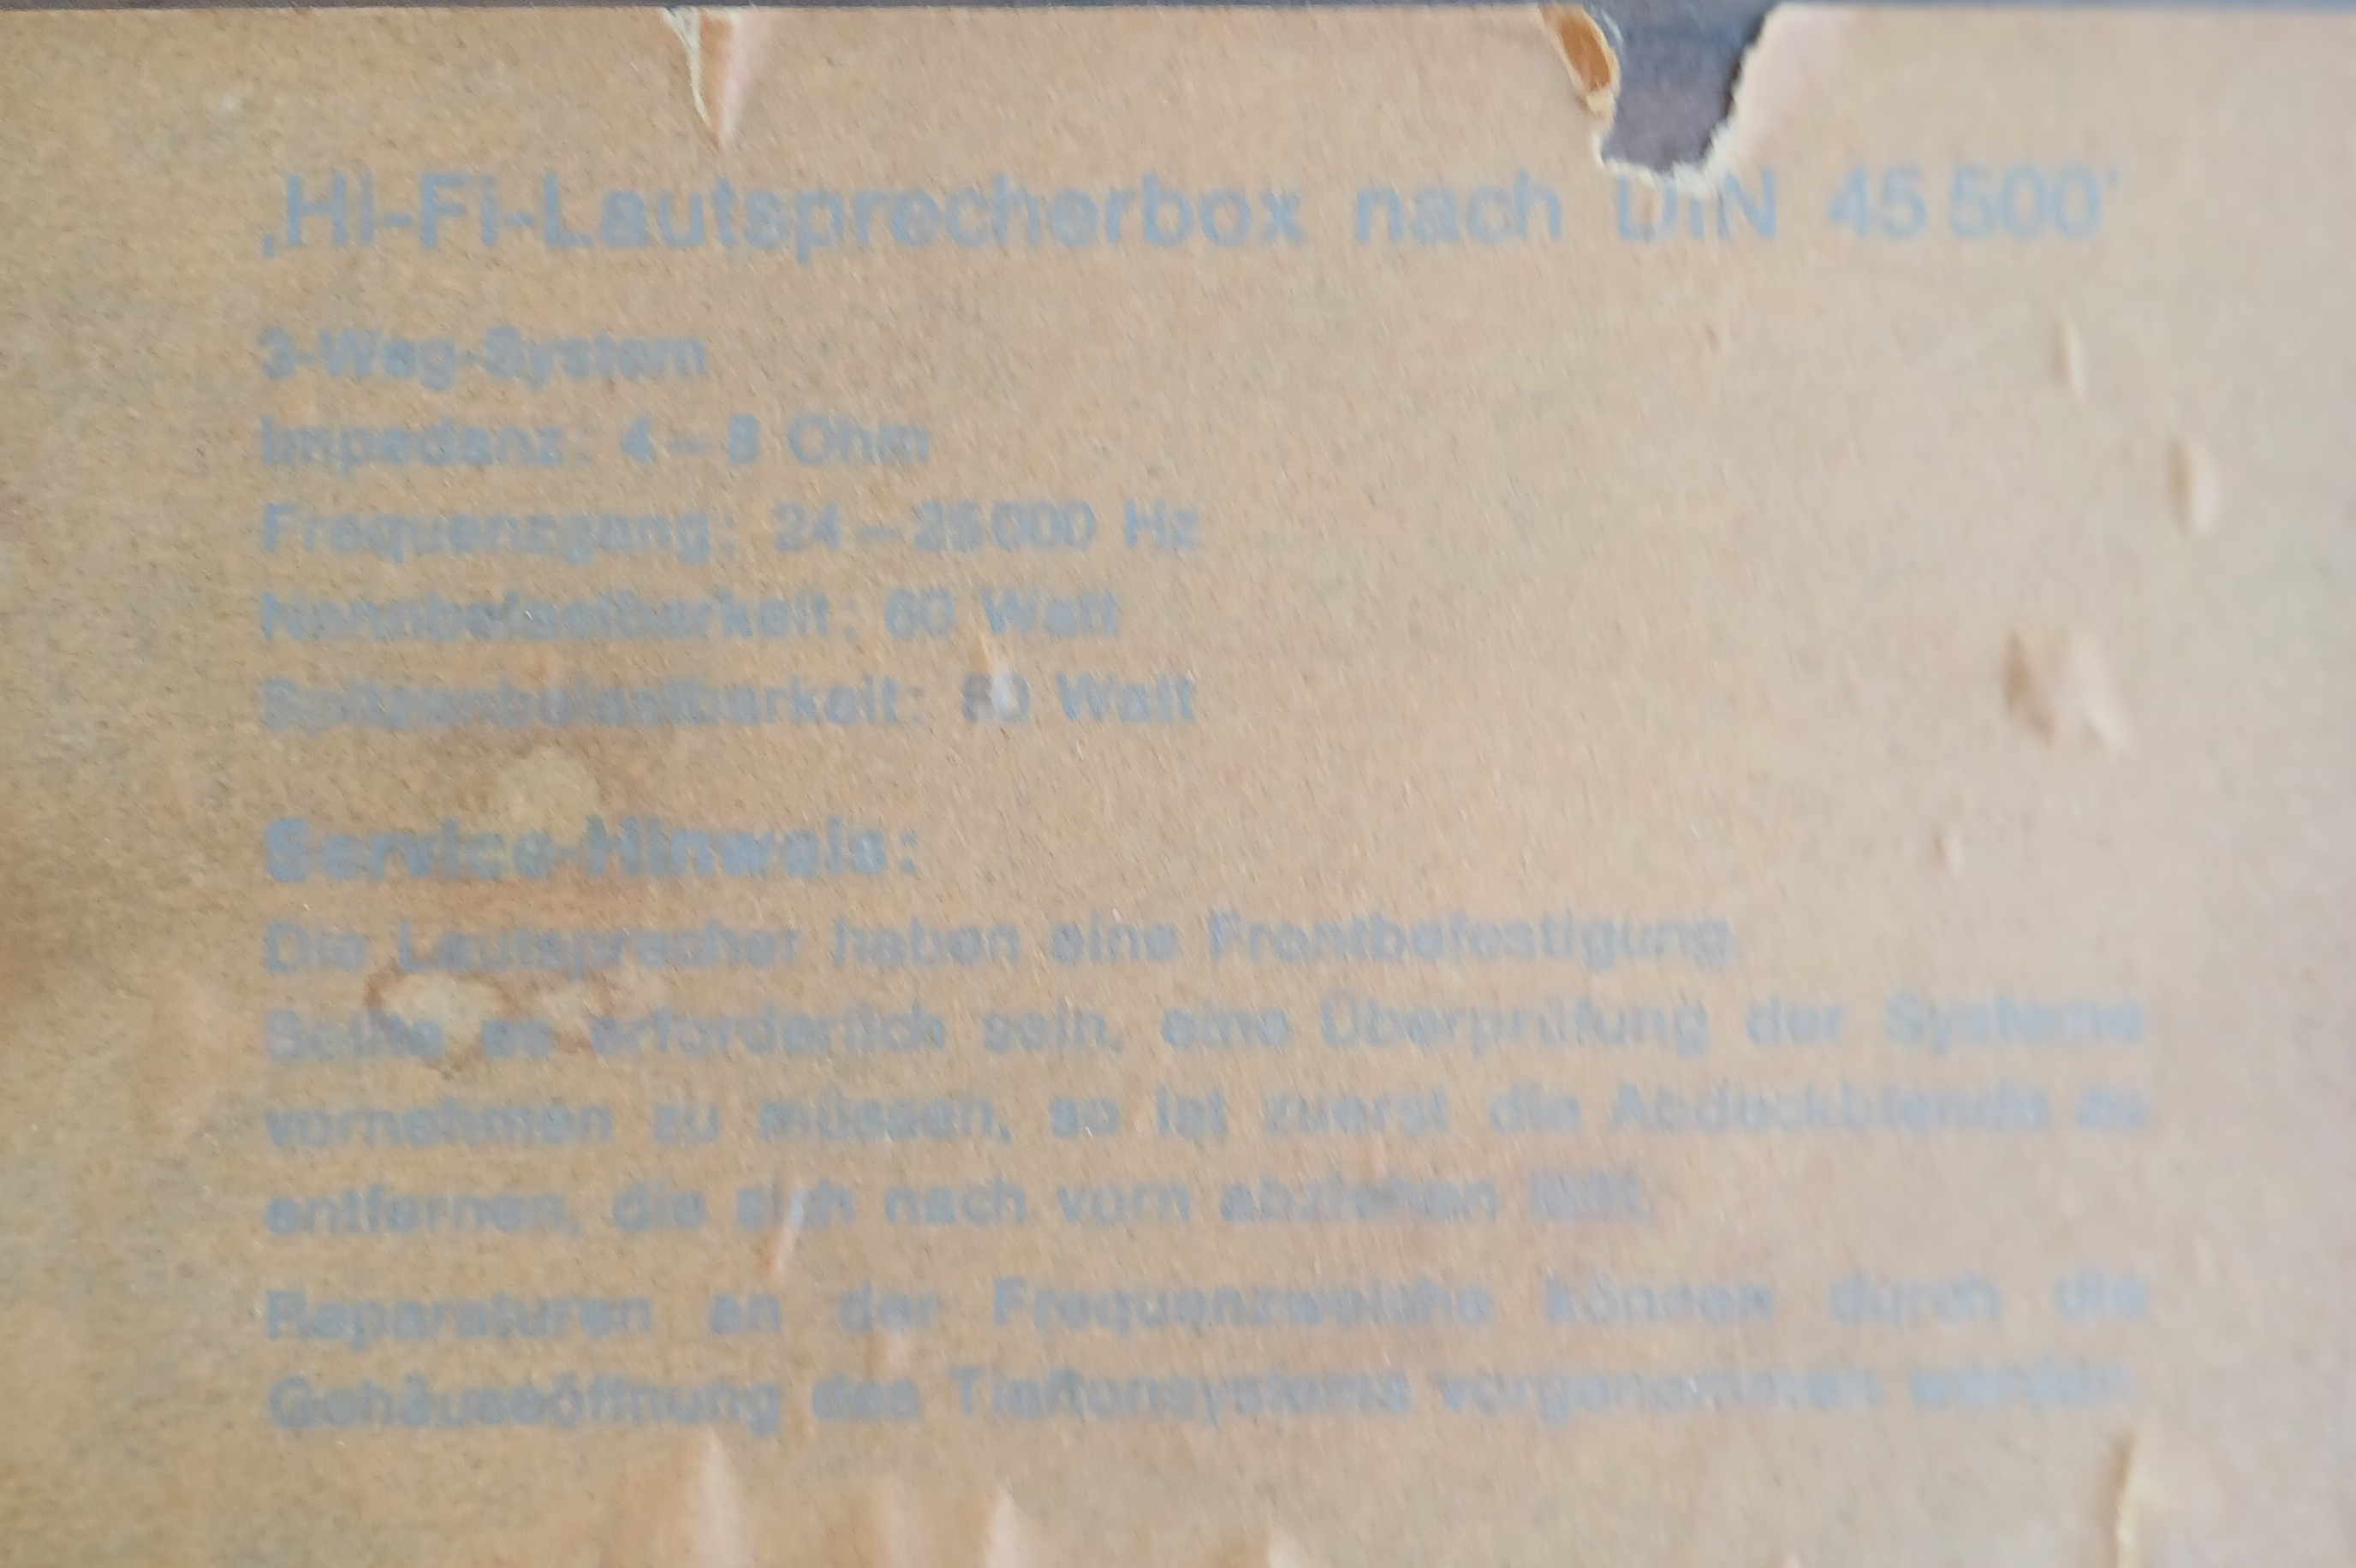 ‚Hi-Fi-Lautsprecherbox nach DIN 45 500'
3-Weg-System
Impedanz: 4 – 8 Ohm
Frequenzgang: 24 – 25 000 Hz
Nennbelastbarkeit: 60 Watt
Spitzenbelastbarkeit: 80 Watt
Service-Hinweis:
Die Lautsprecher haben eine Frontbefestigung.
Sollte es erforderlich sein, eine Überprüfung der Systeme
vornehmen zu müssen, so ist zuerst die Abdeckblende zu
entfernen, die sich nach vorn abziehen läßt.
Reparaturen an der Frequenzweiche können durch die
Gehäuseöffnung des Tieftonsystems vorgenommen werden.